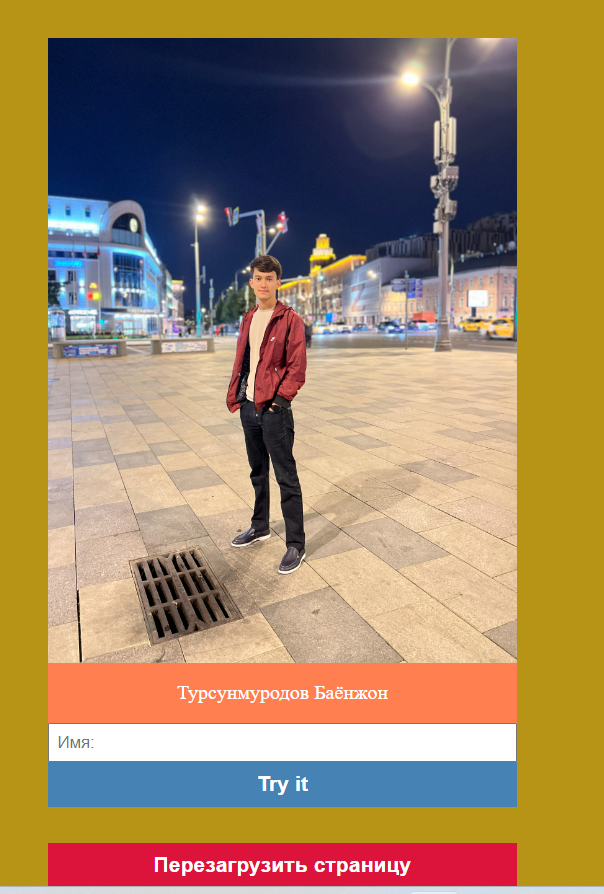 Турсунмуродов Баёнжон
Имя:
Try it
Перезагрузить страницу